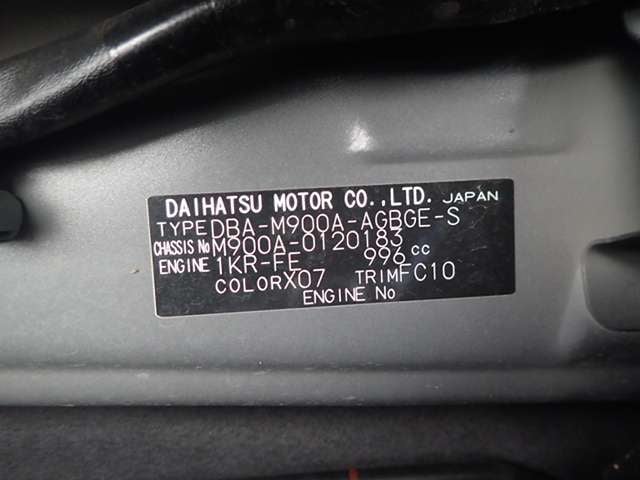 DAIHATSU MOTOR CO.,LTD. JAPAN
TYPE DBA-M900A-AGBGE-S
CHASSIS No M900A-0120183
ENGINE 1KR-FE 996 cc
COLOR X07 TRIM FC10
ENGINE No